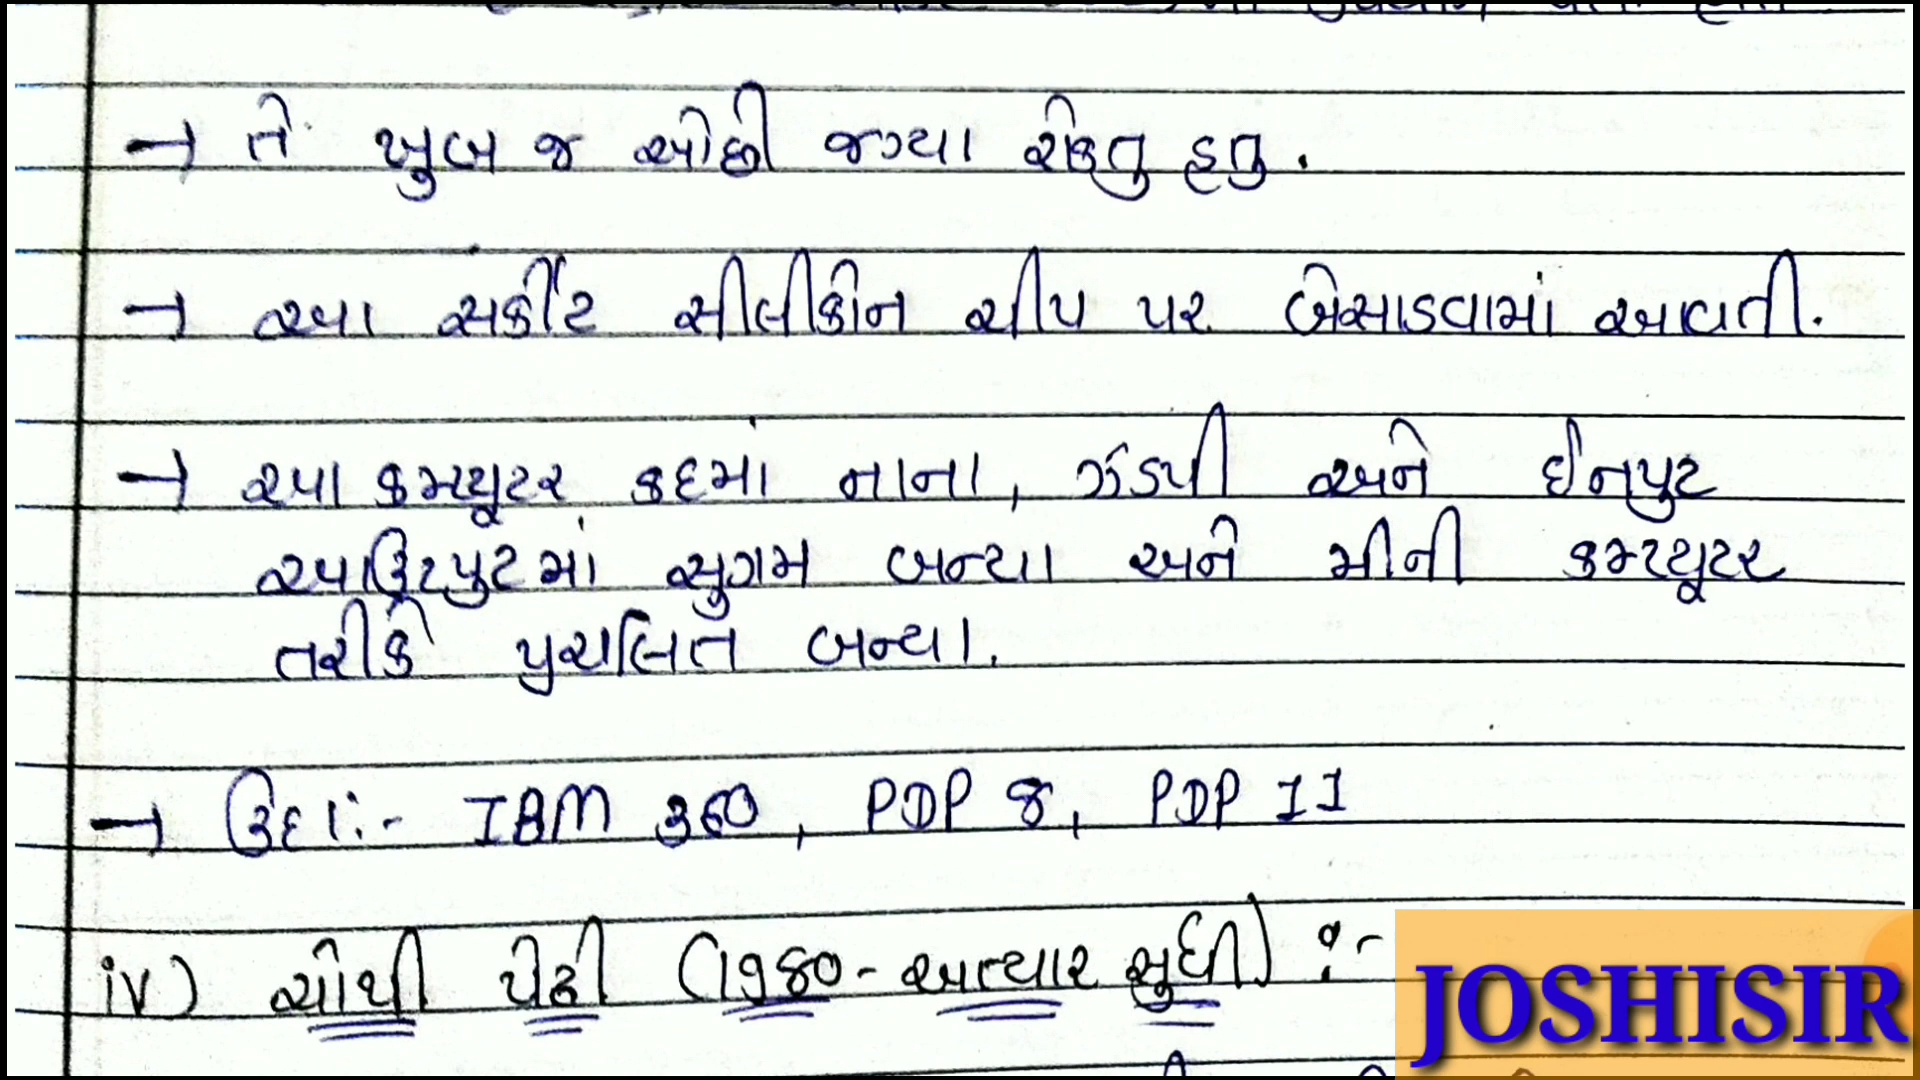 → તે ખુબ જ ઓછી જગ્યા રોકતુ હતુ.
→ આ સર્કીટ સીલીકોન ચીપ પર બેસાડવામાં આવતી.
→ આ કમ્પ્યૂટર કદમાં નાના, ઝડપી અને ઈનપુટ
આઉટપુટમાં સુગમ બન્યા અને મીની કમ્પ્યૂટર
તરીકે પ્રચલિત બન્યા.
→ ઉદા:- IBM 360, PDP 8, PDP 11
iv) ચોથી પેઢી (1980 - અત્યાર સુધી) :-
JOSHISIR